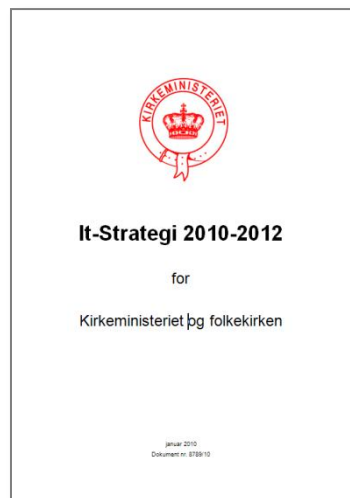 KIRKEMINISTERIET
It-Strategi 2010-2012
for
Kirkeministeriet og folkekirken
januar 2010
Dokument nr. 8789/10